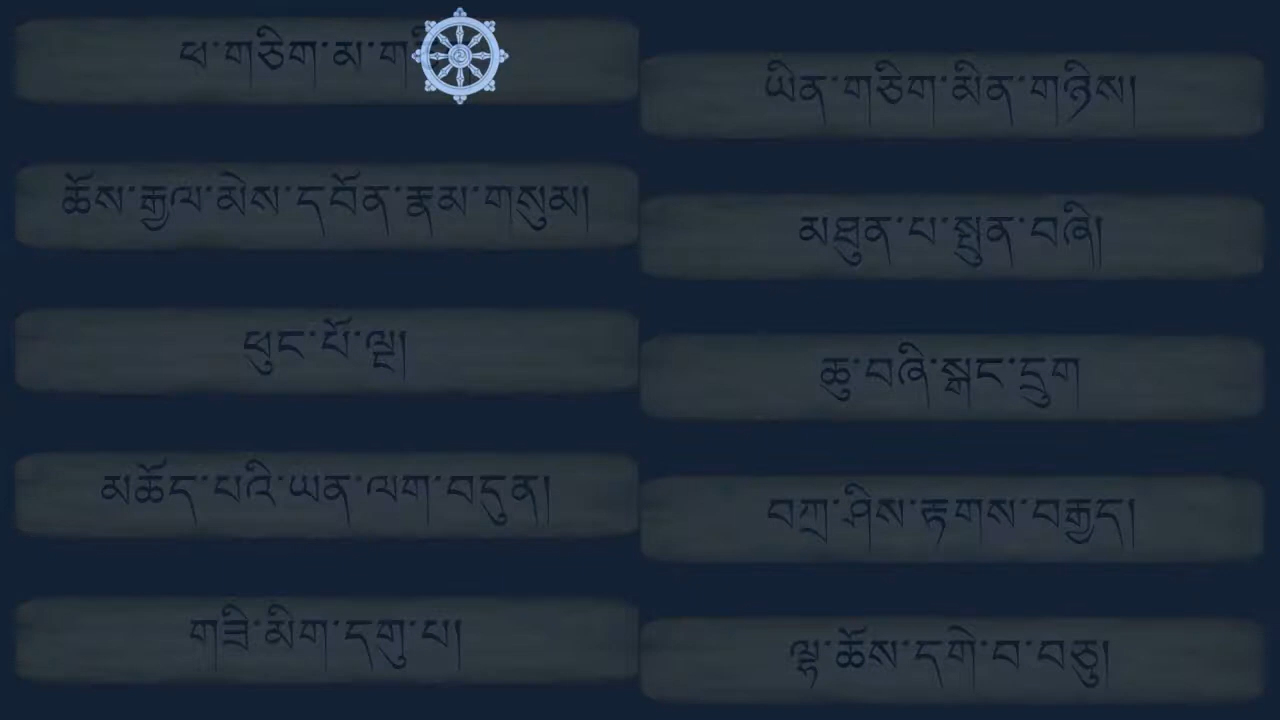 ཕ་གཅིག་མ་
ཡིན་གཅིག་མིན་གཉིས།
ཆོས་རྒྱལ་མེས་དབོན་རྣམ་གསུམ།
མཐུན་པ་སྤུན་བཞི།
ཕུང་པོ་ལྔ།
ཆུ་བཞི་སྒང་དྲུག
མཆོད་པའི་ཡན་ལག་བདུན།
བཀྲ་ཤིས་རྟགས་བརྒྱད།
གཟི་མིག་དགུ་པ།
ལྷ་ཆོས་དགེ་བ་བཅུ།